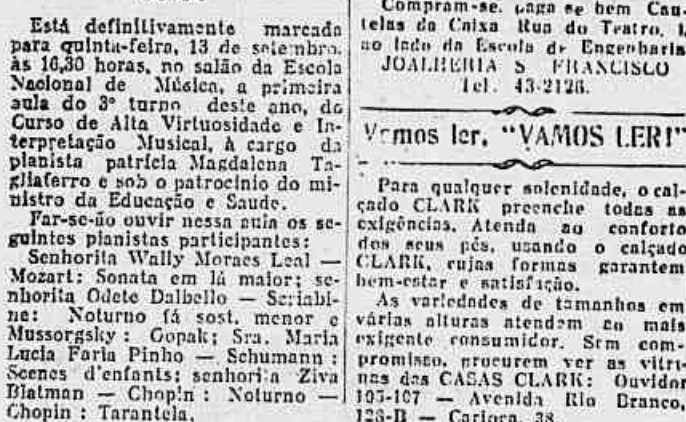 Está definitivamente marcada
para quinta-feira, 13 de setembro,
às 16,30 horas, no salão da Escola
Nacional de Música, a primeira
aula do 3º turno deste ano, do
Curso de Alta Virtuosidade e In-
terpretação Musical, à cargo da
pianista patrícia Magdalena Ta-
gliaferro e sob o patrocinio do mi-
nistro da Educação e Saude.
Far-se-ão ouvir nessa aula os se-
guintes pianistas participantes:
Senhorita Wally Moraes Leal —
Mozart: Sonata em lá maior; se-
nhorita Odete Dalbello — Scriabi-
ne: Noturno fá sost. menor e
Mussorgsky: Gopak; Sra. Maria
Lucia Faria Pinho — Schumann:
Scenes d'enfants; senhorita Ziva
Blatman — Chopin: Noturno —
Chopin: Tarantela.
Compram-se, paga se bem Cau-
telas da Caixa Rua do Teatro, 1
ao lado da Escola de Engenharia
JOALHERIA S FRANCISCO
Tel. 43-2128.
Vamos ler, "VAMOS LER!"
Para qualquer solenidade, o cal-
çado CLARK preenche todas as
exigências. Atenda ao conforto
dos seus pés, usando o calçado
CLARK, cujas formas garantem
bem-estar e satisfação.
As variedades de tamanhos em
várias alturas atendem ao mais
exigente consumidor. Sem com-
promisso, procurem ver as vitri-
nas das CASAS CLARK: Ouvidor
105-107 — Avenida Rio Branco,
128-B — Carioca, 38.